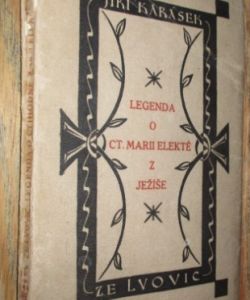 JIŘÍ KARÁSEK
LEGENDA
O
CT. MARII ELEKTĚ
Z
JEŽÍŠE
ZE LVOVIC